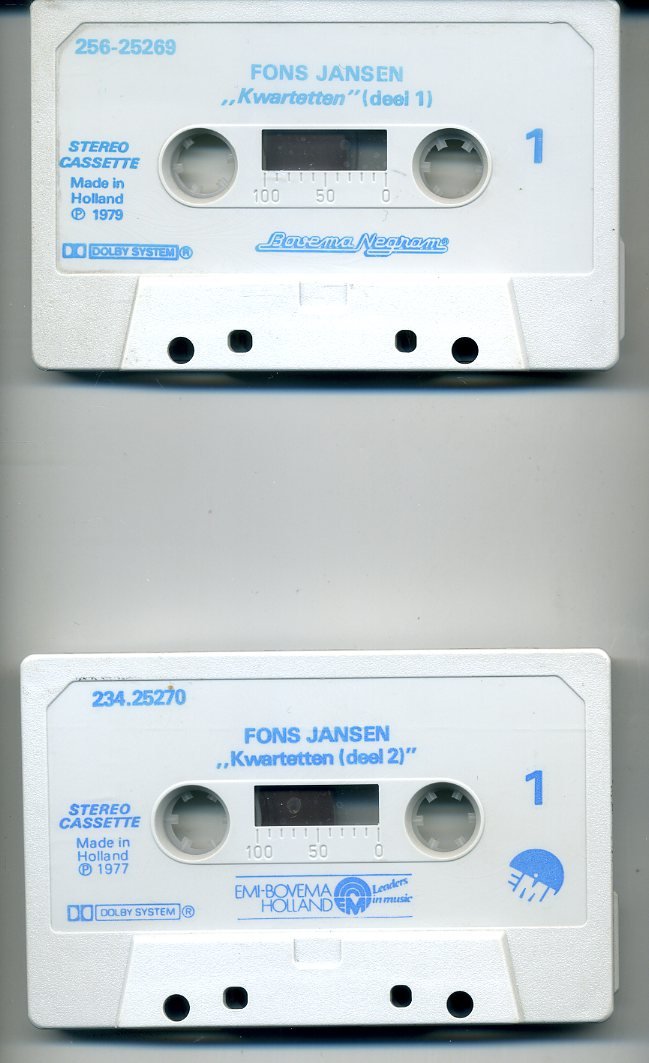 256-25269
FONS JANSEN
„Kwartetten” (deel 1)
1
STEREO
CASSETTE
Made in
Holland
℗ 1979
100 50 0
DOLBY SYSTEM ®
Bovema Negram®
234.25270
FONS JANSEN
„Kwartetten (deel 2)”
1
STEREO
CASSETTE
Made in
Holland
℗ 1977
100 50 0
DOLBY SYSTEM ®
EMI-BOVEMA
HOLLAND
EM
Leaders
in music
EMI